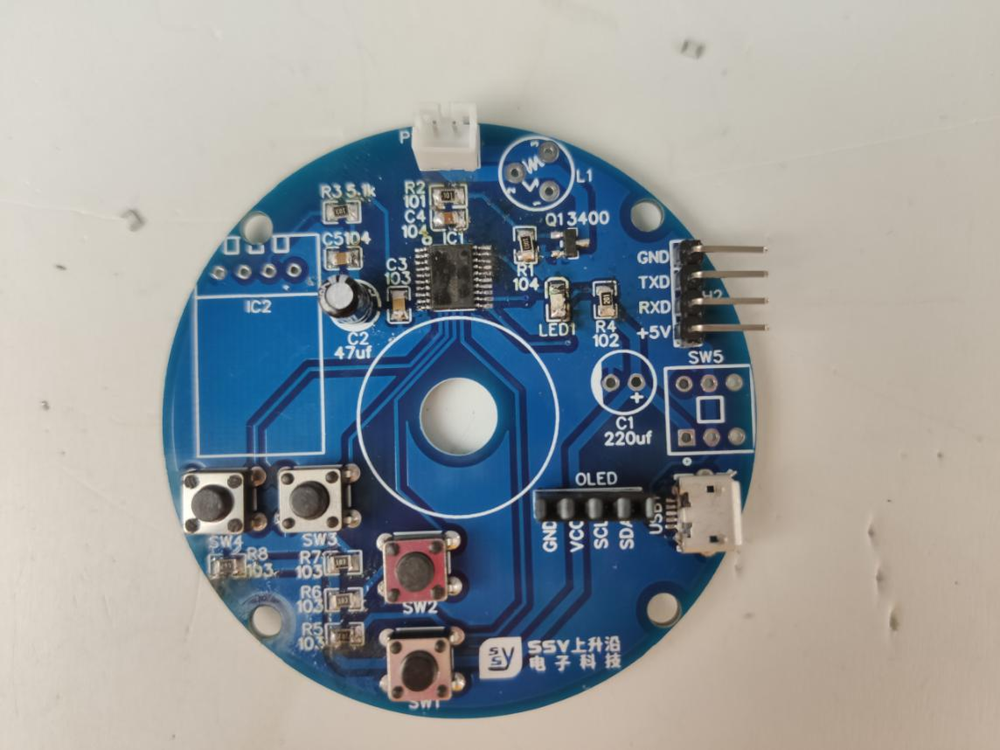 P
L1
R3 5.1k
R2
101
C4
104
Q1 3400
C5 104
IC1
C3
103
R1
104
GND
TXD
RXD
+5V
H2
IC2
LED1
R4
102
C2
47uf
SW5
+
C1
220uf
OLED
GND
VCC
SCL
SDA
USB1
SW4
SW3
R8
103
R7
103
R6
103
R5
103
SW2
SW1
SSY
SSY上升沿
电子科技